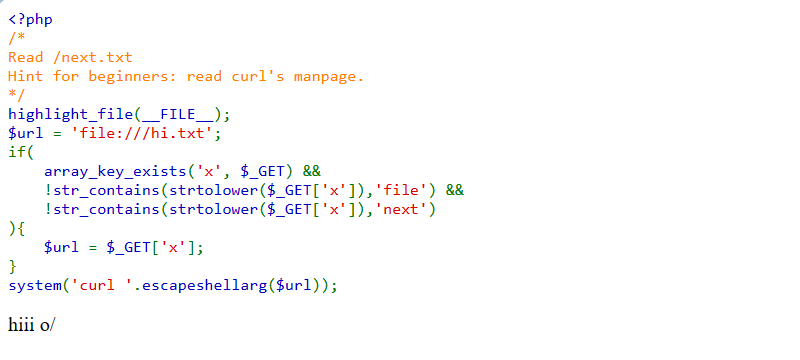 <?php
/*
Read /next.txt
Hint for beginners: read curl's manpage.
*/
highlight_file(__FILE__);
$url = 'file:///hi.txt';
if(
    array_key_exists('x', $_GET) &&
    !str_contains(strtolower($_GET['x']),'file') &&
    !str_contains(strtolower($_GET['x']),'next')
){
    $url = $_GET['x'];
}
system('curl '.escapeshellarg($url));
hiii o/